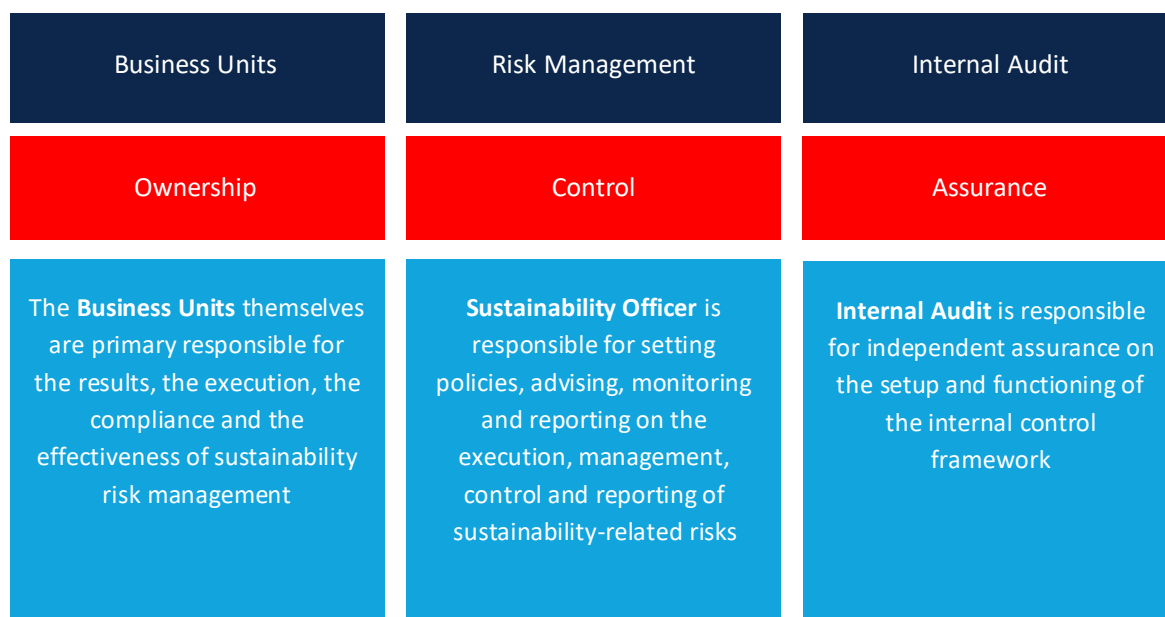 Business Units
Risk Management
Internal Audit
Ownership
Control
Assurance
The Business Units themselves
are primary responsible for
the results, the execution, the
compliance and the
effectiveness of sustainability
risk management
Sustainability Officer is
responsible for setting
policies, advising, monitoring
and reporting on the
execution, management,
control and reporting of
sustainability-related risks
Internal Audit is responsible
for independent assurance on
the setup and functioning of
the internal control
framework